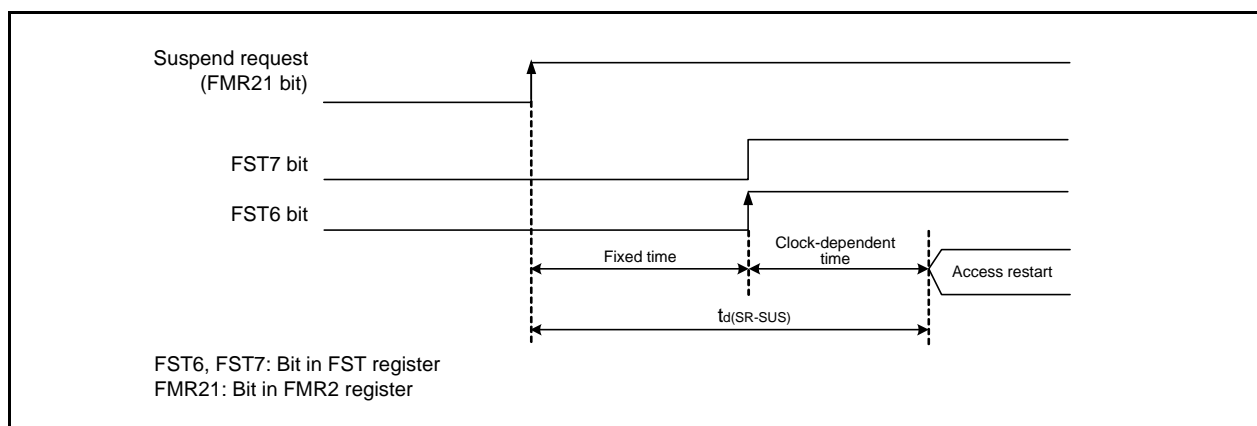 Suspend request
(FMR21 bit)
FST7 bit
FST6 bit
Fixed time
Clock-dependent
time
Access restart
td(SR-SUS)
FST6, FST7: Bit in FST register
FMR21: Bit in FMR2 register